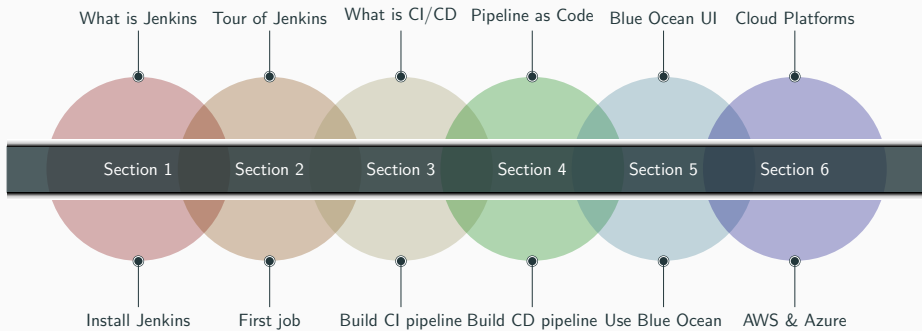 What is Jenkins
Tour of Jenkins
What is CI/CD
Pipeline as Code
Blue Ocean UI
Cloud Platforms
Section 1
Section 2
Section 3
Section 4
Section 5
Section 6
Install Jenkins
First job
Build CI pipeline
Build CD pipeline
Use Blue Ocean
AWS & Azure